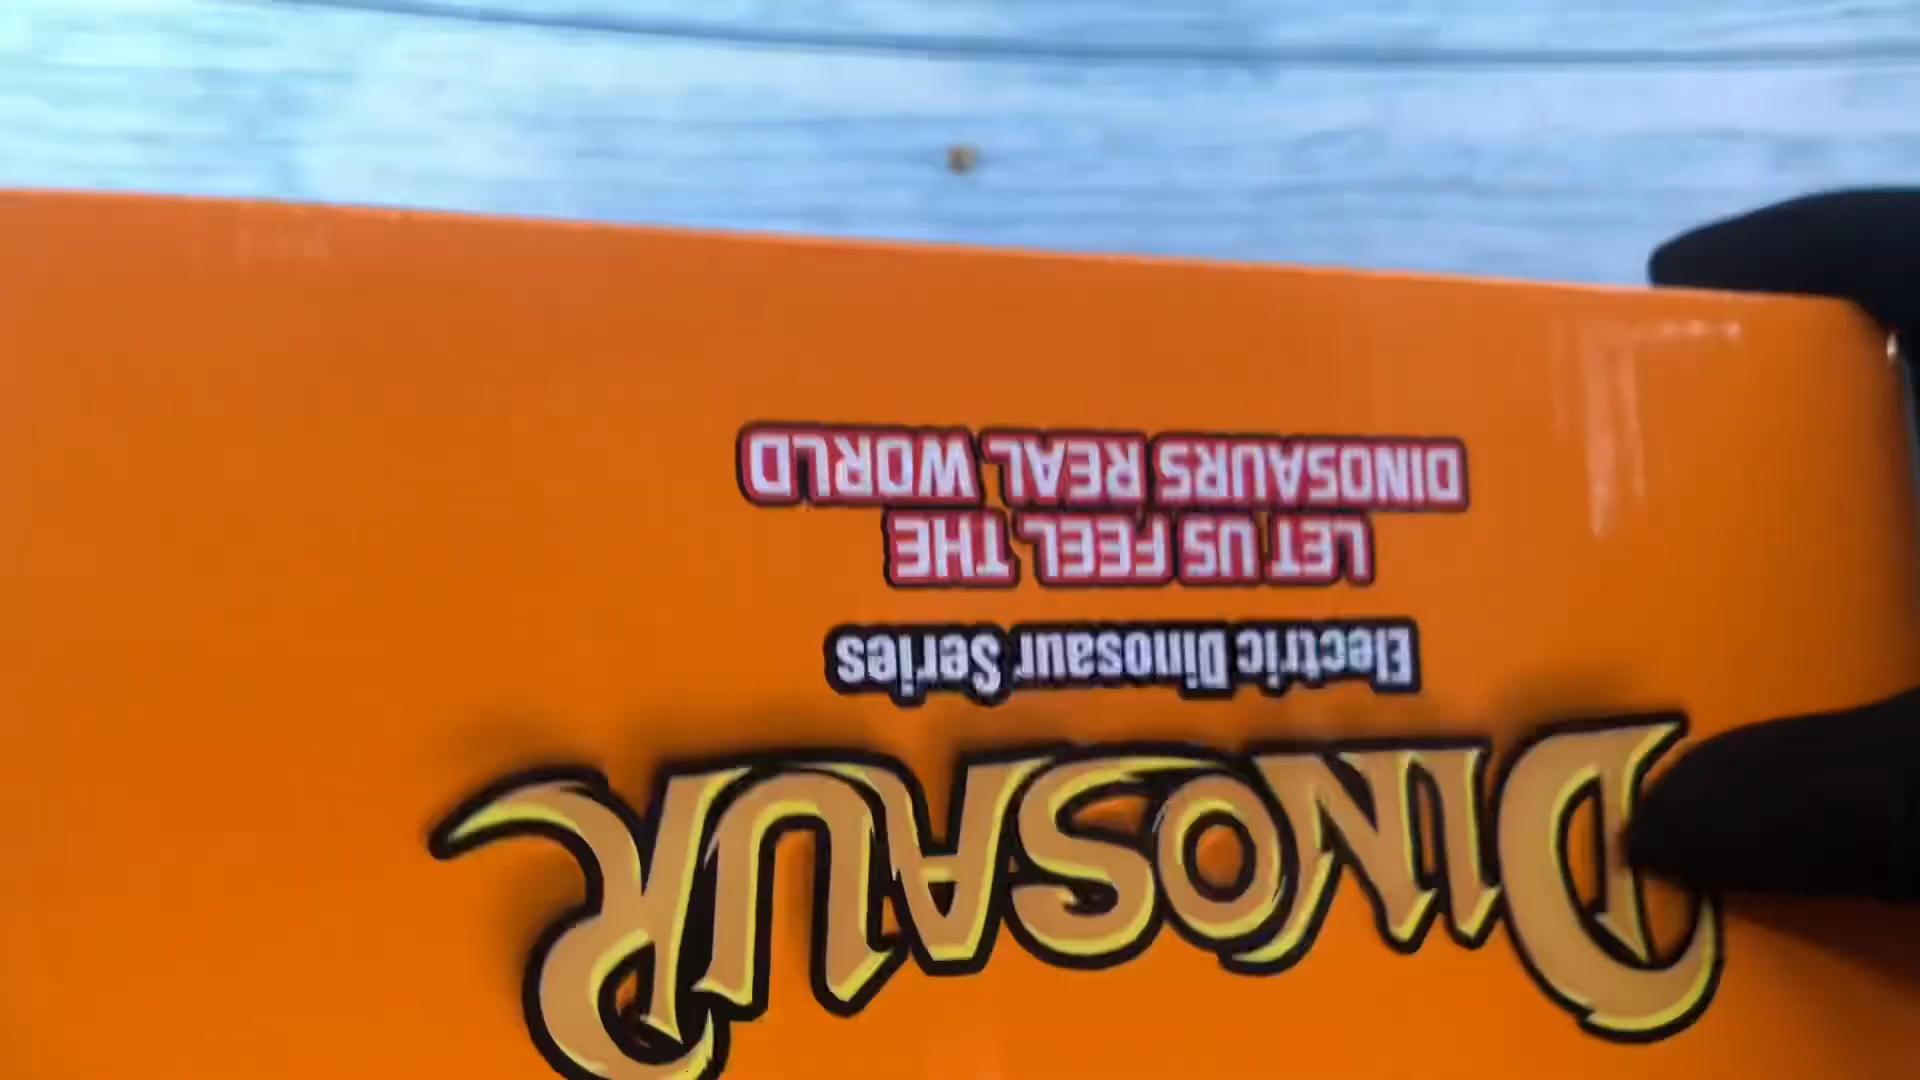 DINOSAUR
Electric Dinosaur Series
LET US FEEL THE
DINOSAURS REAL WORLD